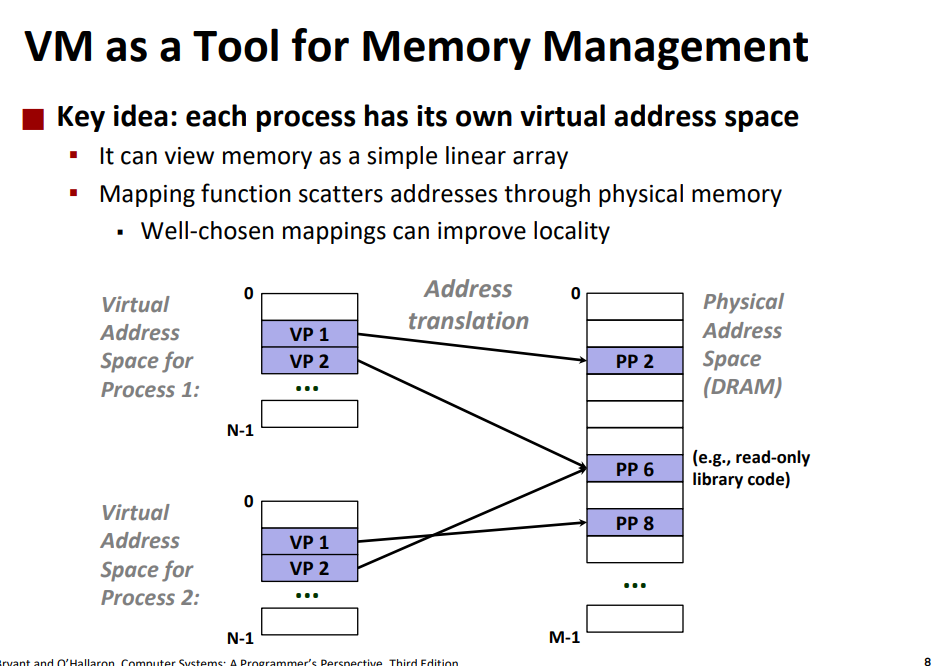 VM as a Tool for Memory Management
Key idea: each process has its own virtual address space
It can view memory as a simple linear array
Mapping function scatters addresses through physical memory
Well-chosen mappings can improve locality
Virtual
Address
Space for
Process 1:
0
VP 1
VP 2
...
N-1
Address
translation
0
PP 2
PP 6
PP 8
...
M-1
Physical
Address
Space
(DRAM)
(e.g., read-only
library code)
Virtual
Address
Space for
Process 2:
0
VP 1
VP 2
...
N-1
Bryant and O'Hallaron, Computer Systems: A Programmer's Perspective, Third Edition
8